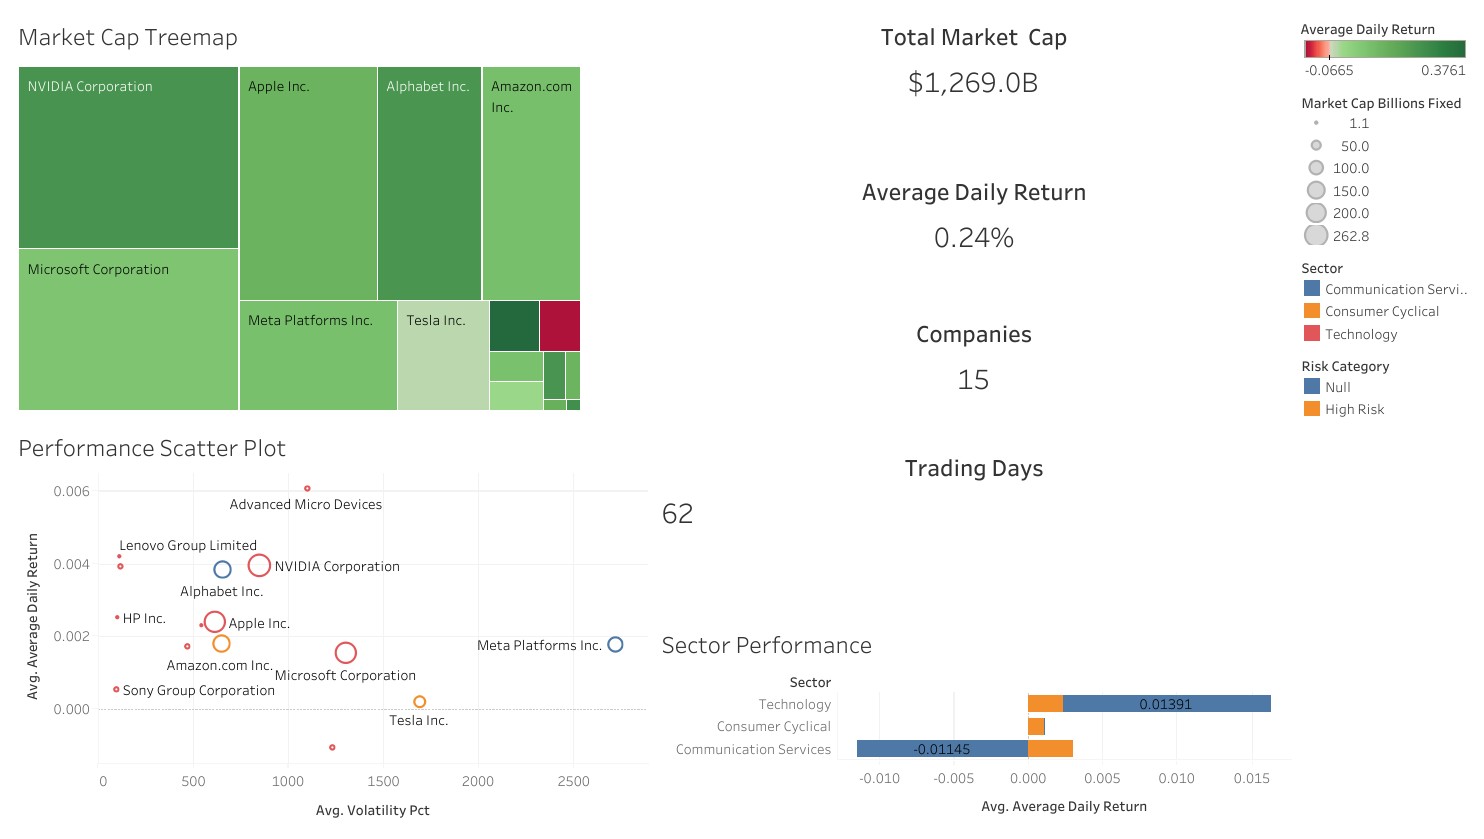 Market Cap Treemap
NVIDIA Corporation
Apple Inc.
Alphabet Inc.
Amazon.com
Inc.
Microsoft Corporation
Meta Platforms Inc.
Tesla Inc.
Total Market Cap
$1,269.0B
Average Daily Return
0.24%
Companies
15
Trading Days
62
Average Daily Return
-0.0665
0.3761
Market Cap Billions Fixed
1.1
50.0
100.0
150.0
200.0
262.8
Sector
Communication Servi..
Consumer Cyclical
Technology
Risk Category
Null
High Risk
Performance Scatter Plot
Avg. Average Daily Return
0.006
0.004
0.002
0.000
Advanced Micro Devices
Lenovo Group Limited
NVIDIA Corporation
Alphabet Inc.
HP Inc.
Apple Inc.
Meta Platforms Inc.
Amazon.com Inc.
Microsoft Corporation
Sony Group Corporation
Tesla Inc.
0
500
1000
1500
2000
2500
Avg. Volatility Pct
Sector Performance
Sector
Technology
0.01391
Consumer Cyclical
Communication Services
-0.01145
-0.010
-0.005
0.000
0.005
0.010
0.015
Avg. Average Daily Return